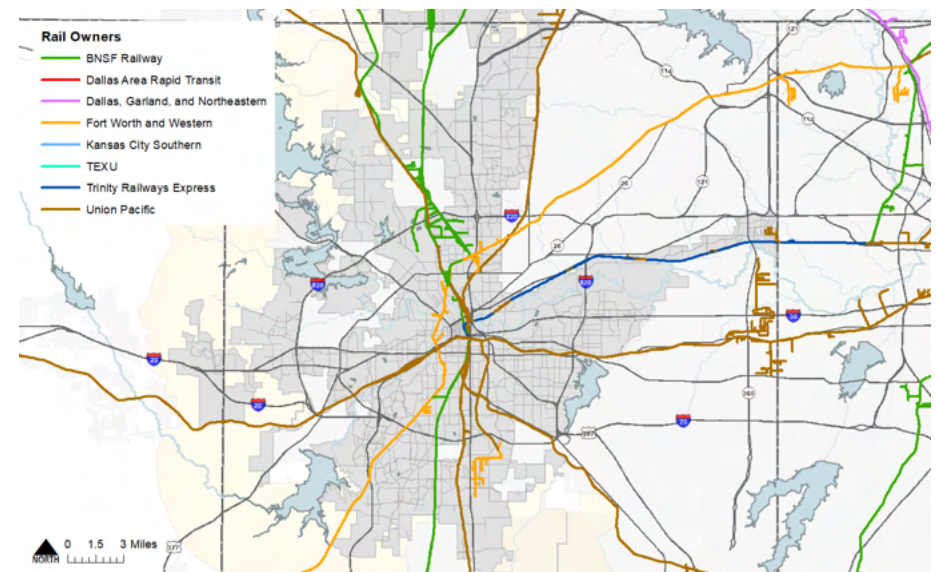 Rail Owners
BNSF Railway
Dallas Area Rapid Transit
Dallas, Garland, and Northeastern
Fort Worth and Western
Kansas City Southern
TEXU
Trinity Railways Express
Union Pacific
121
114
114
26
121
820
26
820
820
30
20
20
360
20
287
0 1.5 3 Miles
NORTH
377